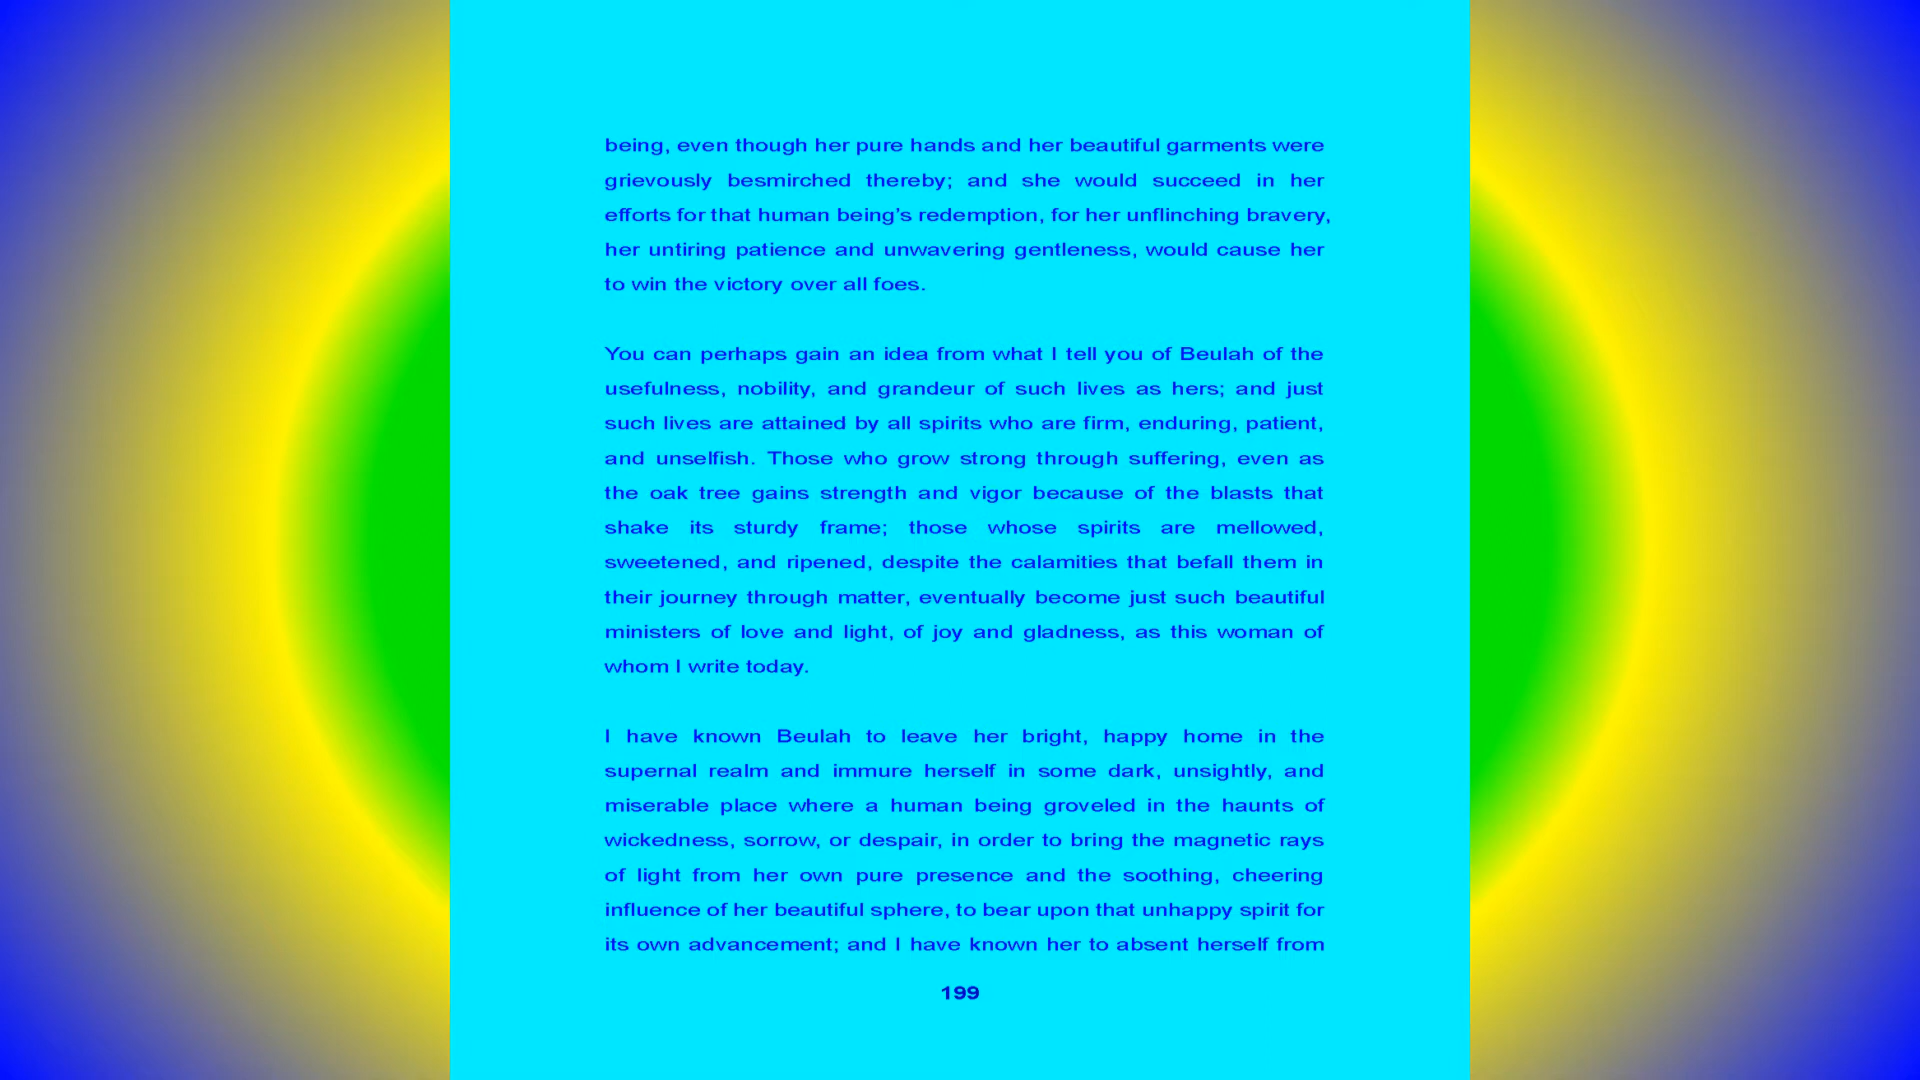 being, even though her pure hands and her beautiful garments were
grievously besmirched thereby; and she would succeed in her
efforts for that human being’s redemption, for her unflinching bravery,
her untiring patience and unwavering gentleness, would cause her
to win the victory over all foes.
You can perhaps gain an idea from what I tell you of Beulah of the
usefulness, nobility, and grandeur of such lives as hers; and just
such lives are attained by all spirits who are firm, enduring, patient,
and unselfish. Those who grow strong through suffering, even as
the oak tree gains strength and vigor because of the blasts that
shake its sturdy frame; those whose spirits are mellowed,
sweetened, and ripened, despite the calamities that befall them in
their journey through matter, eventually become just such beautiful
ministers of love and light, of joy and gladness, as this woman of
whom I write today.
I have known Beulah to leave her bright, happy home in the
supernal realm and immure herself in some dark, unsightly, and
miserable place where a human being groveled in the haunts of
wickedness, sorrow, or despair, in order to bring the magnetic rays
of light from her own pure presence and the soothing, cheering
influence of her beautiful sphere, to bear upon that unhappy spirit for
its own advancement; and I have known her to absent herself from
199